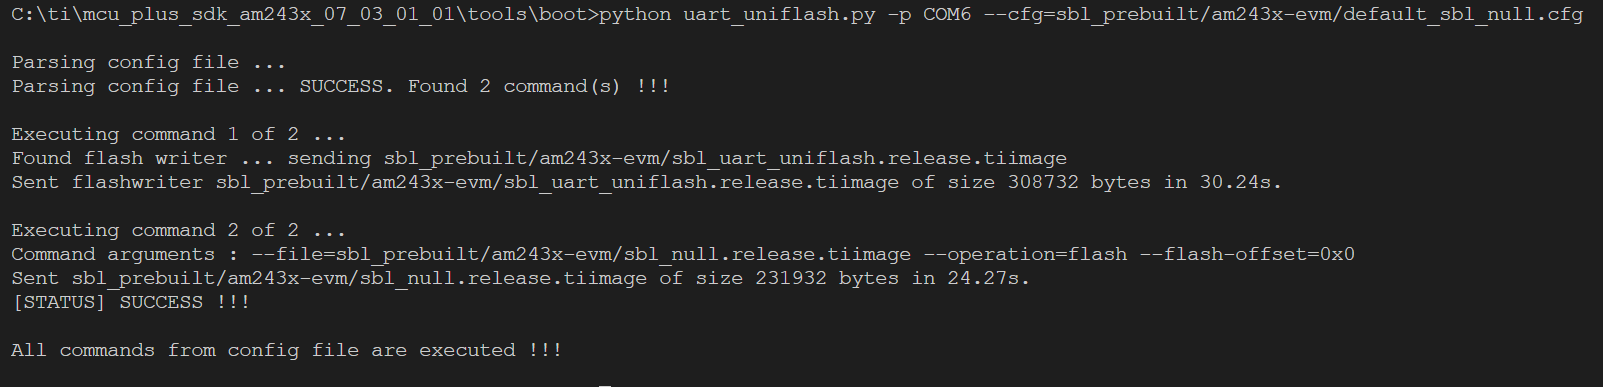 C:\ti\mcu_plus_sdk_am243x_07_03_01_01\tools\boot>python uart_uniflash.py -p COM6 --cfg=sbl_prebuilt/am243x-evm/default_sbl_null.cfg
Parsing config file ...
Parsing config file ... SUCCESS. Found 2 command(s) !!!
Executing command 1 of 2 ...
Found flash writer ... sending sbl_prebuilt/am243x-evm/sbl_uart_uniflash.release.tiimage
Sent flashwriter sbl_prebuilt/am243x-evm/sbl_uart_uniflash.release.tiimage of size 308732 bytes in 30.24s.
Executing command 2 of 2 ...
Command arguments : --file=sbl_prebuilt/am243x-evm/sbl_null.release.tiimage --operation=flash --flash-offset=0x0
Sent sbl_prebuilt/am243x-evm/sbl_null.release.tiimage of size 231932 bytes in 24.27s.
[STATUS] SUCCESS !!!
All commands from config file are executed !!!